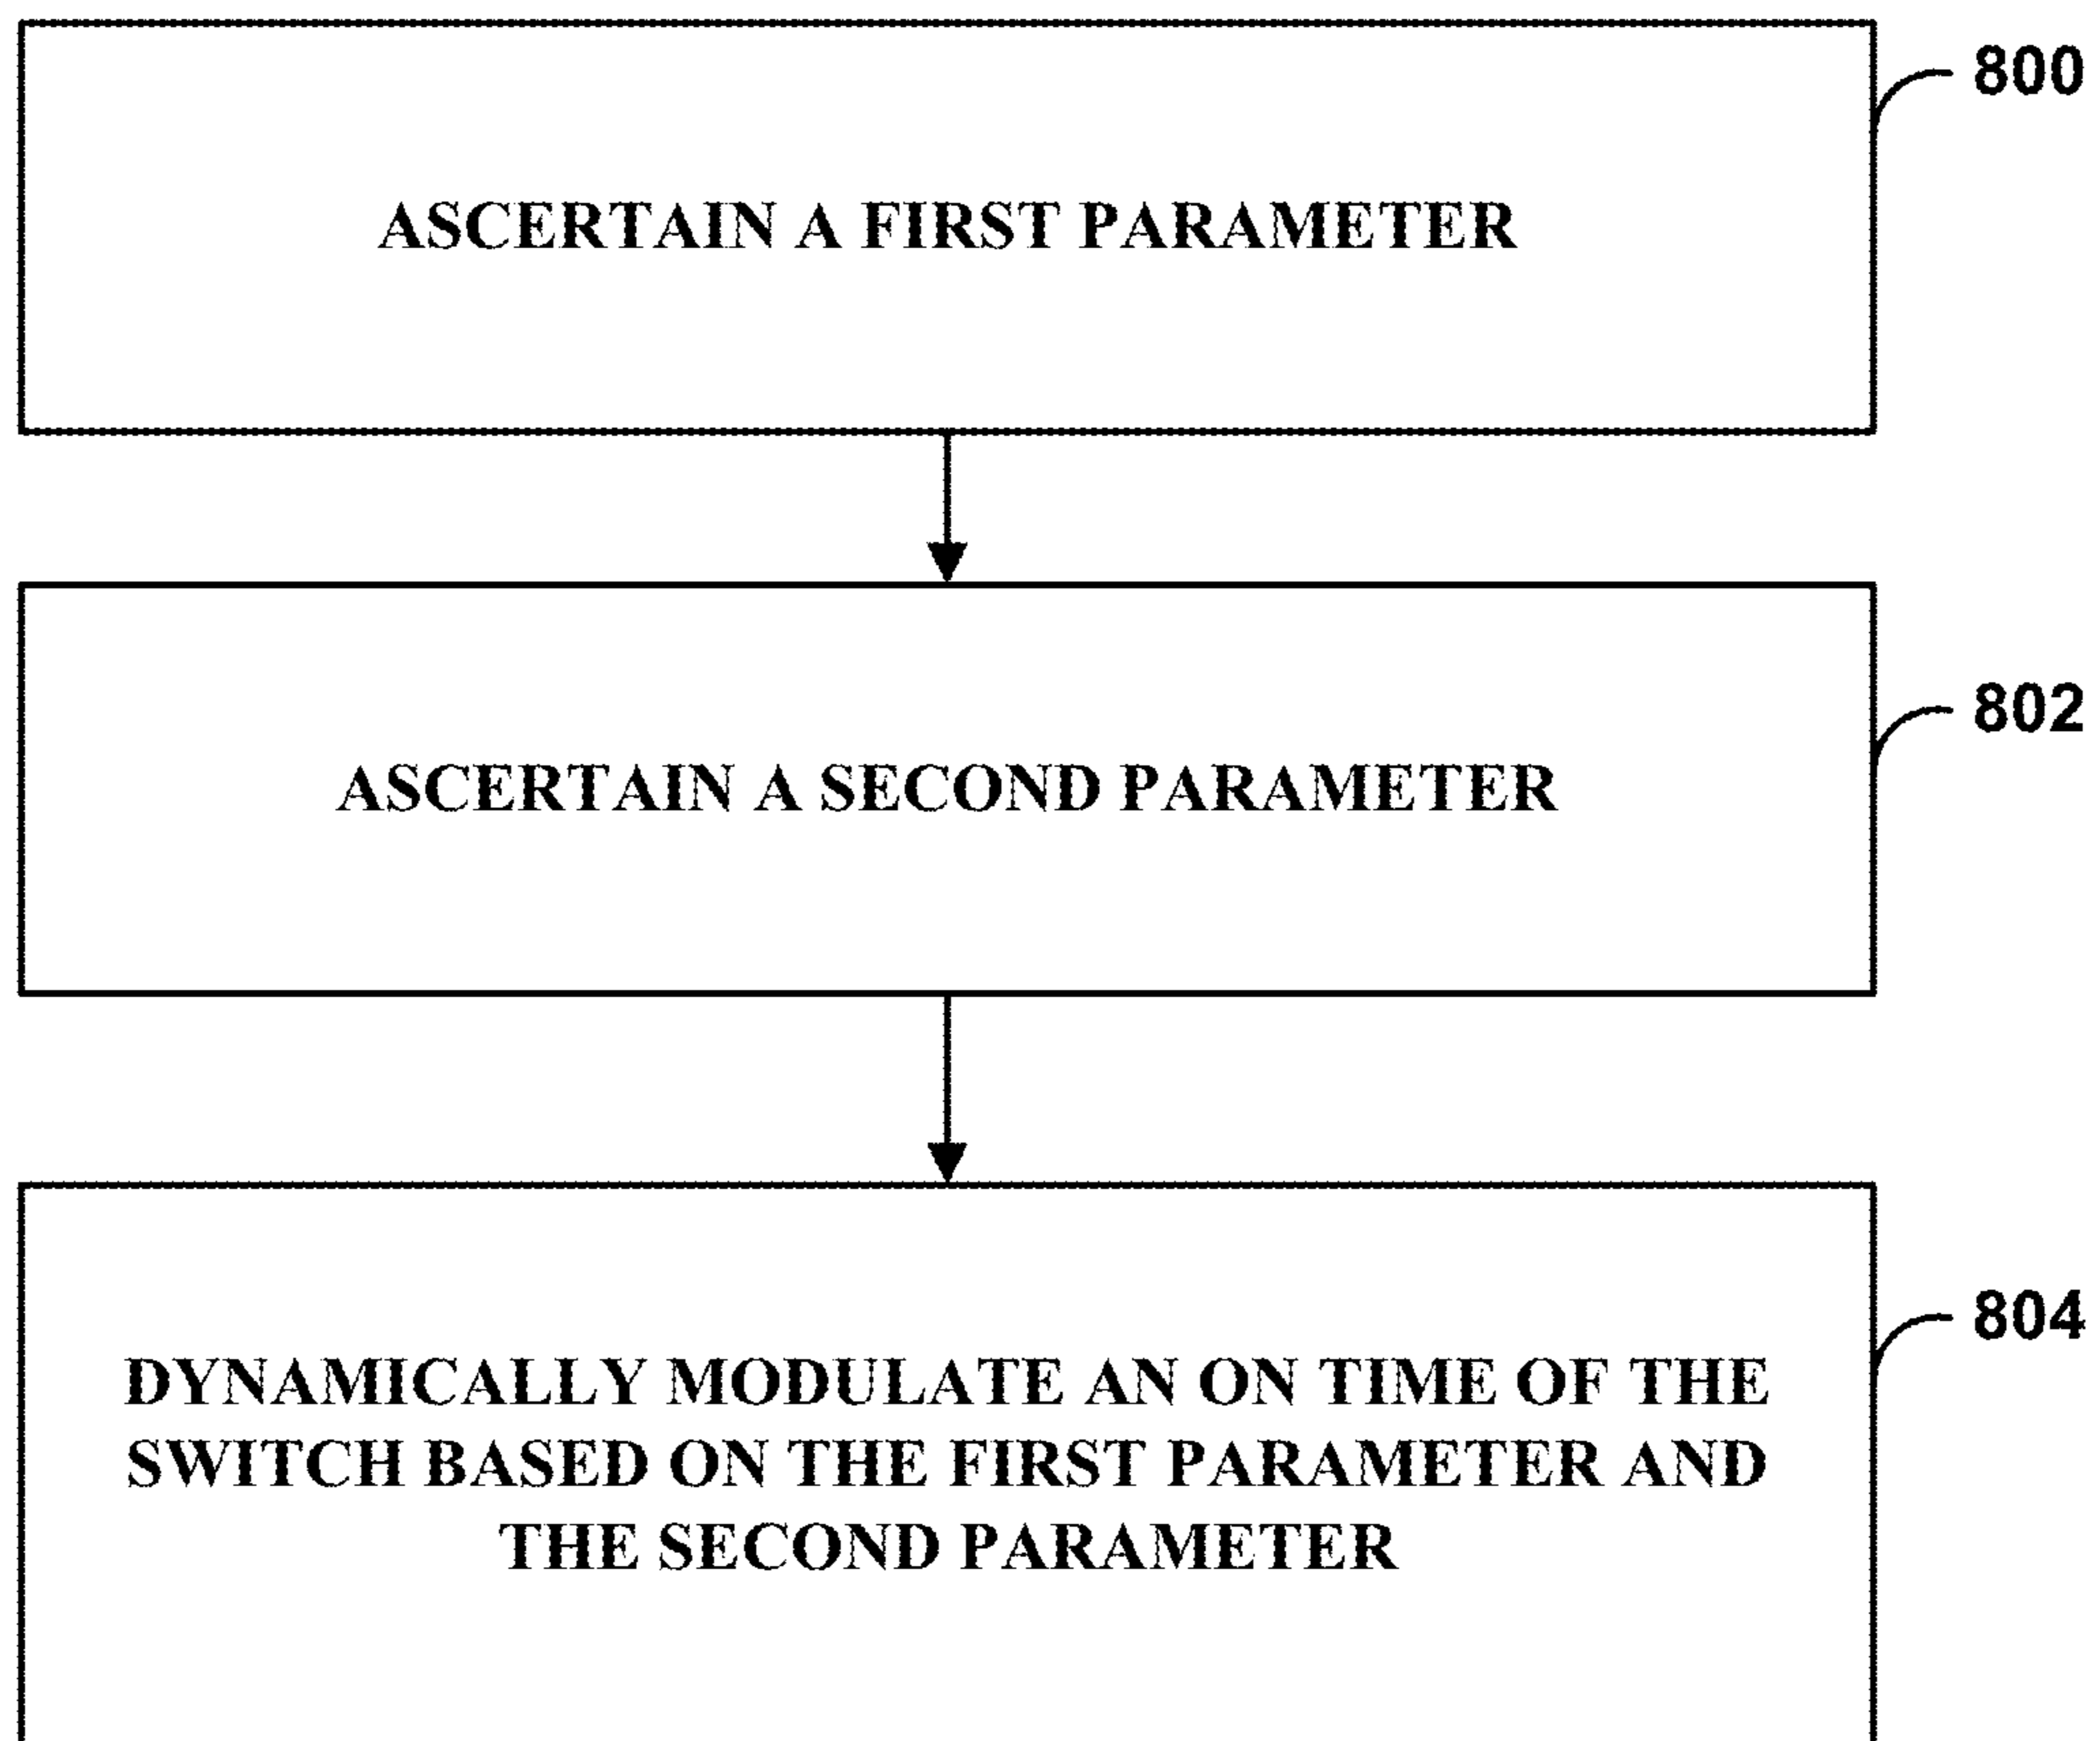 800
ASCERTAIN A FIRST PARAMETER
802
ASCERTAIN A SECOND PARAMETER
804
DYNAMICALLY MODULATE AN ON TIME OF THE
SWITCH BASED ON THE FIRST PARAMETER AND
THE SECOND PARAMETER